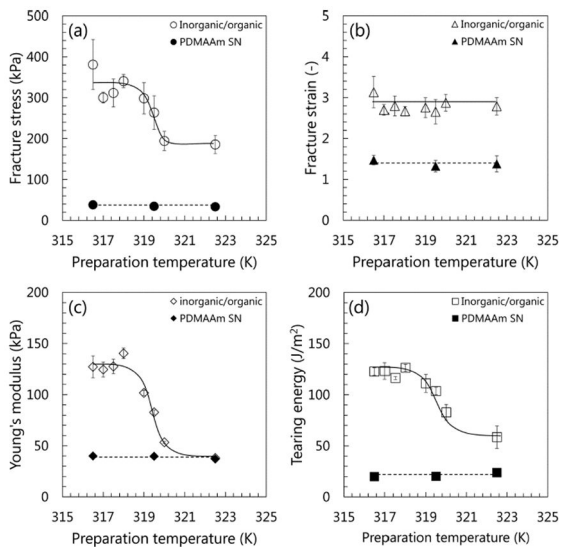 (a)
Inorganic/organic
PDMAAm SN
Fracture stress (kPa)
500
400
300
200
100
0
315 317 319 321 323 325
Preparation temperature (K)
(b)
Inorganic/organic
PDMAAm SN
Fracture strain (-)
5
4
3
2
1
0
315 317 319 321 323 325
Preparation temperature (K)
(c)
inorganic/organic
PDMAAm SN
Young's modulus (kPa)
200
150
100
50
0
315 317 319 321 323 325
Preparation temperature (K)
(d)
Inorganic/organic
PDMAAm SN
Tearing energy (J/m²)
200
150
100
50
0
315 317 319 321 323 325
Preparation temperature (K)